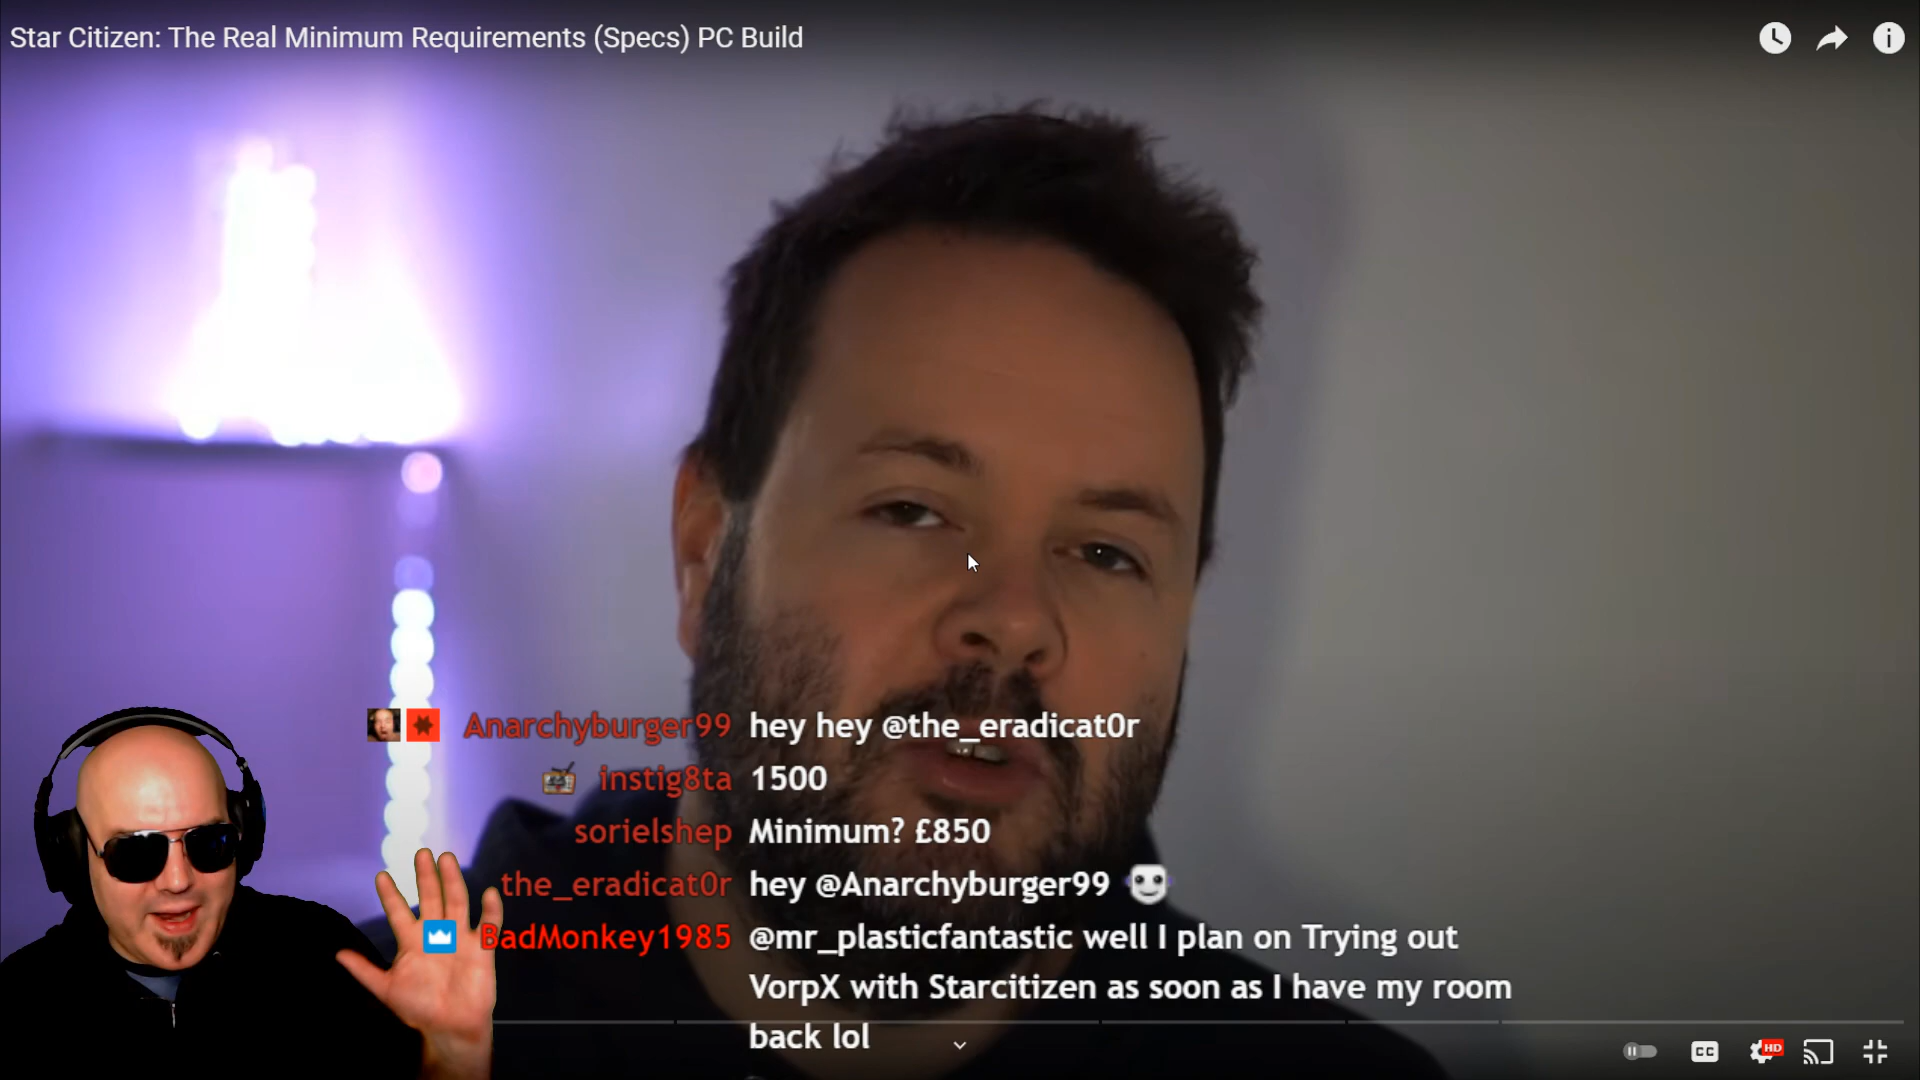 Star Citizen: The Real Minimum Requirements (Specs) PC Build
Anarchyburger99 hey hey @the_eradicat0r
instig8ta 1500
sorielshep Minimum? £850
the_eradicat0r hey @Anarchyburger99
BadMonkey1985 @mr_plasticfantastic well I plan on Trying out
VorpX with Starcitizen as soon as I have my room
back lol
CC HD